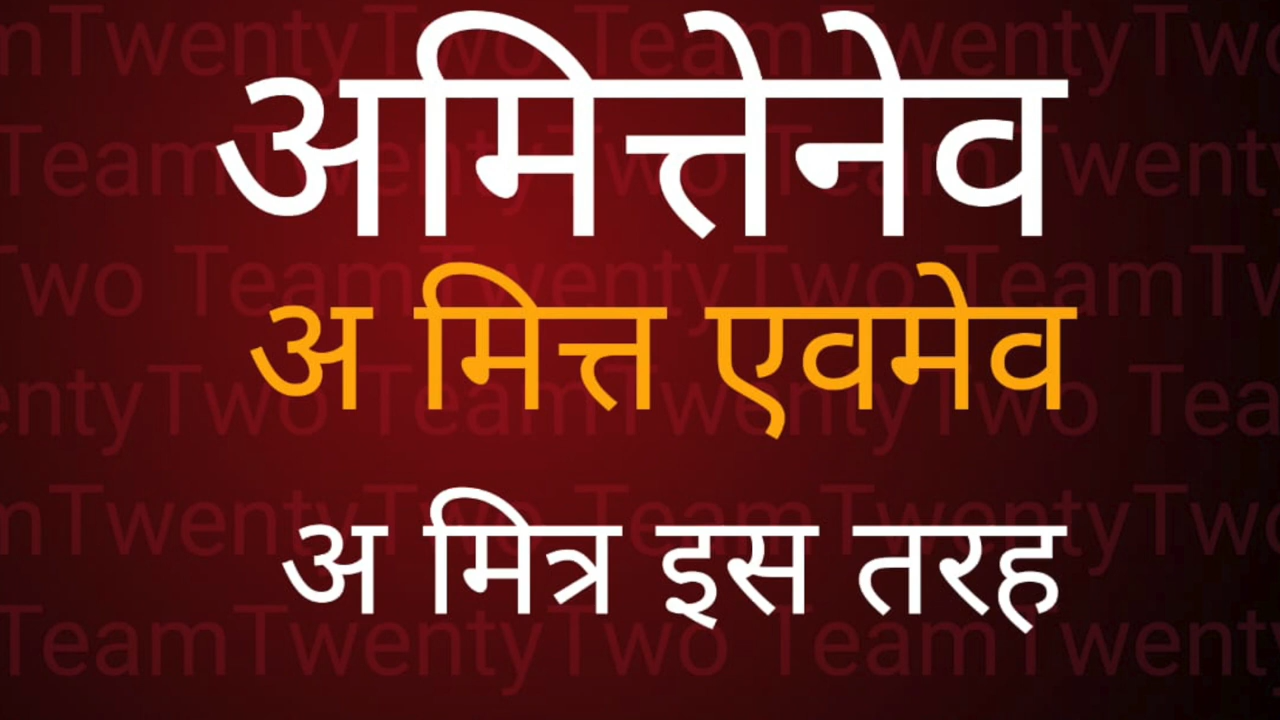 अमित्तेनेव
अ मित्त एवमेव
अ मित्र इस तरह